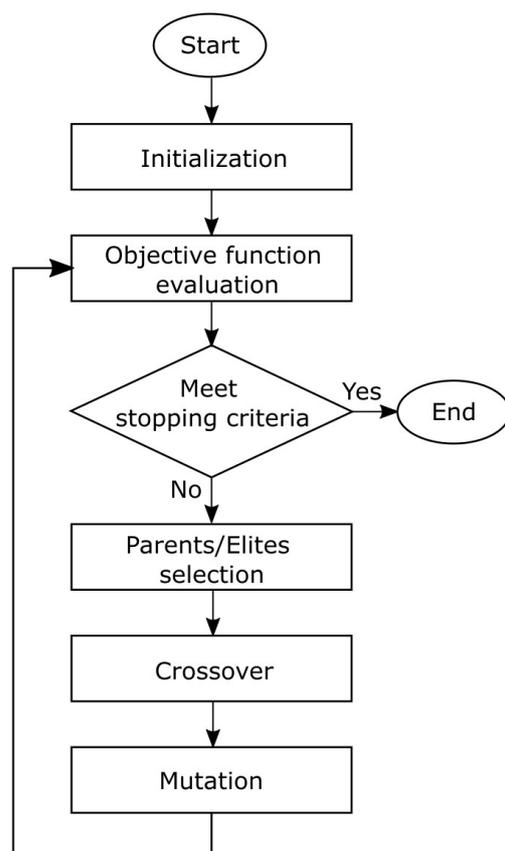 Start
Initialization
Objective function
evaluation
Meet
stopping criteria
Yes
End
No
Parents/Elites
selection
Crossover
Mutation